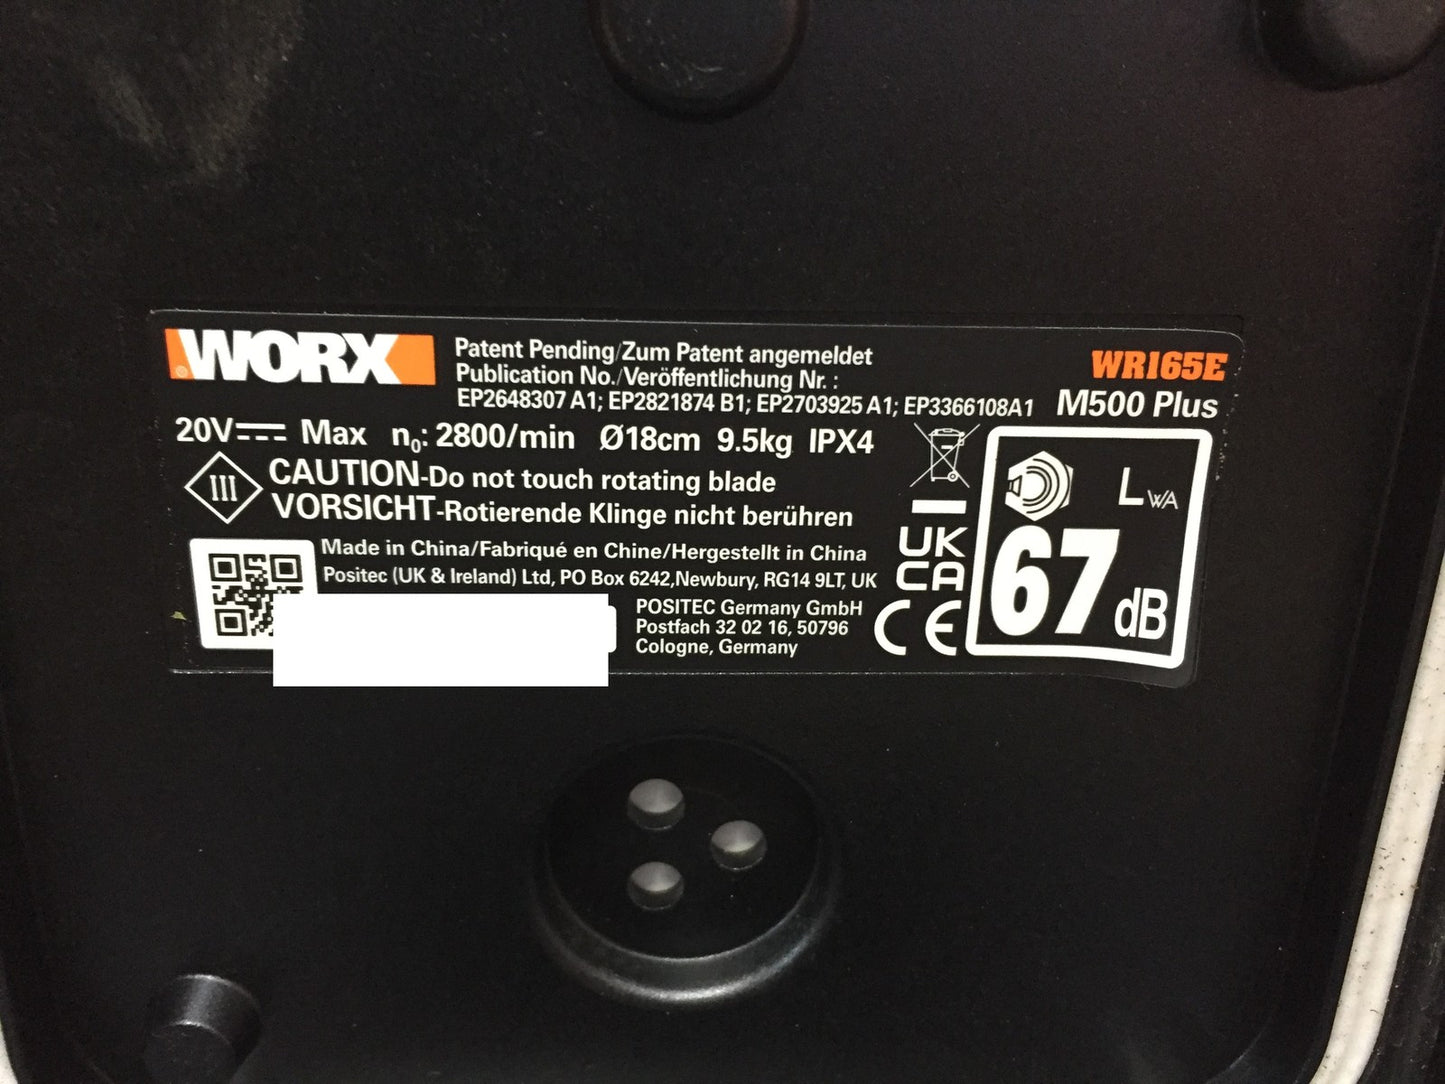 WORX
Patent Pending/Zum Patent angemeldet
Publication No./Veröffentlichung Nr. :
EP2648307 A1; EP2821874 B1; EP2703925 A1; EP3366108A1
WR165E
M500 Plus
20V Max n₀: 2800/min Ø18cm 9.5kg IPX4
III
CAUTION-Do not touch rotating blade
VORSICHT-Rotierende Klinge nicht berühren
Made in China/Fabriqué en Chine/Hergestellt in China
Positec (UK & Ireland) Ltd, PO Box 6242,Newbury, RG14 9LT, UK
POSITEC Germany GmbH
Postfach 32 02 16, 50796
Cologne, Germany
UK
CA
CE
LWA
67 dB